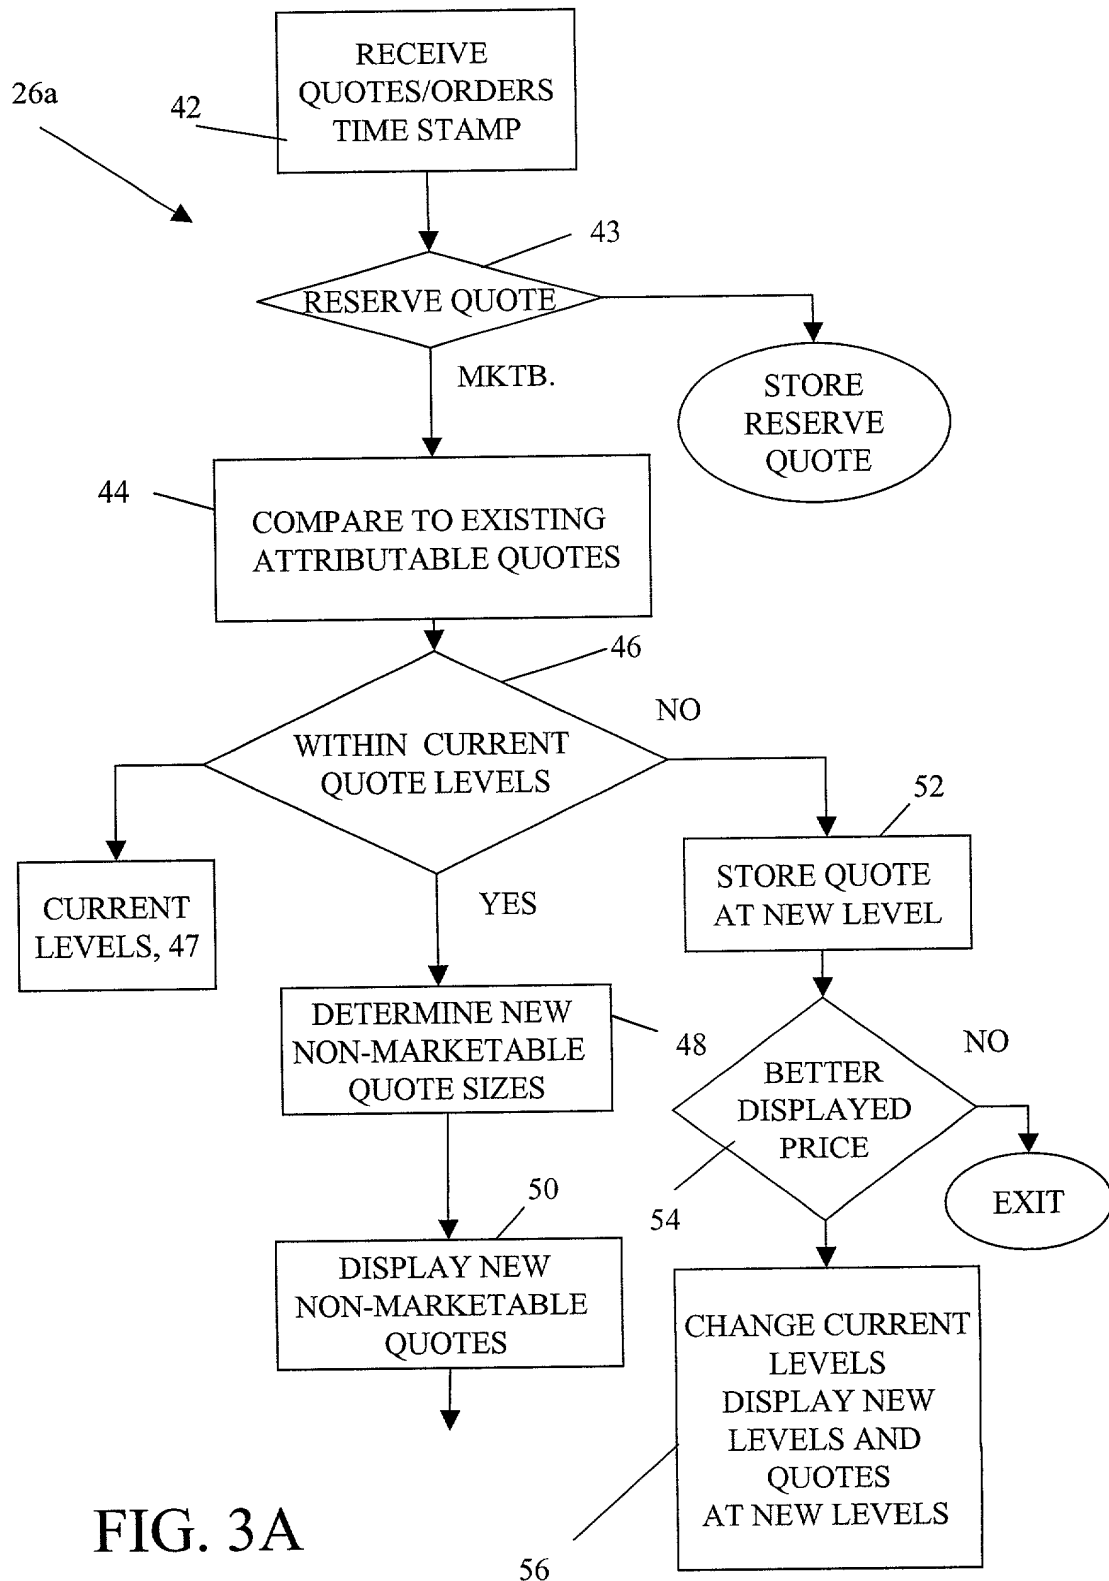 RECEIVE
QUOTES/ORDERS
TIME STAMP
26a
42
43
RESERVE QUOTE
MKTB.
STORE
RESERVE
QUOTE
44
COMPARE TO EXISTING
ATTRIBUTABLE QUOTES
46
NO
WITHIN CURRENT
QUOTE LEVELS
52
CURRENT
LEVELS, 47
YES
STORE QUOTE
AT NEW LEVEL
DETERMINE NEW
NON-MARKETABLE
QUOTE SIZES
48
NO
BETTER
DISPLAYED
PRICE
54
EXIT
50
DISPLAY NEW
NON-MARKETABLE
QUOTES
CHANGE CURRENT
LEVELS
DISPLAY NEW
LEVELS AND
QUOTES
AT NEW LEVELS
56
FIG. 3A